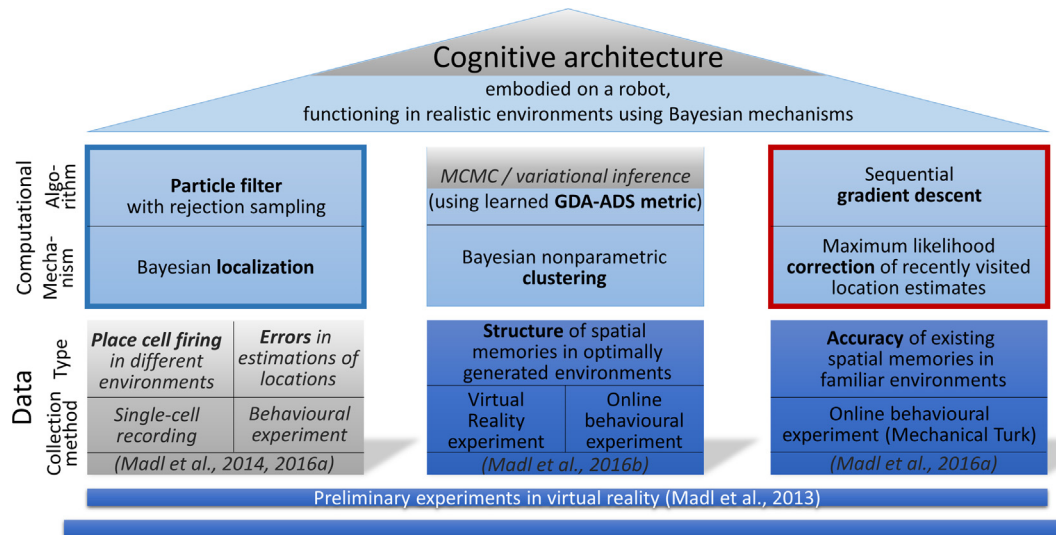 Cognitive architecture
embodied on a robot,
functioning in realistic environments using Bayesian mechanisms
Computational
Algo-
rithm
Mecha-
nism
Particle filter
with rejection sampling
Bayesian localization
MCMC / variational inference
(using learned GDA-ADS metric)
Bayesian nonparametric
clustering
Sequential
gradient descent
Maximum likelihood
correction of recently visited
location estimates
Data
Type
Collection
method
Place cell firing
in different
environments
Errors in
estimations of
locations
Single-cell
recording
Behavioural
experiment
(Madl et al., 2014, 2016a)
Structure of spatial
memories in optimally
generated environments
Virtual
Reality
experiment
Online
behavioural
experiment
(Madl et al., 2016b)
Accuracy of existing
spatial memories in
familiar environments
Online behavioural
experiment (Mechanical Turk)
(Madl et al., 2016a)
Preliminary experiments in virtual reality (Madl et al., 2013)